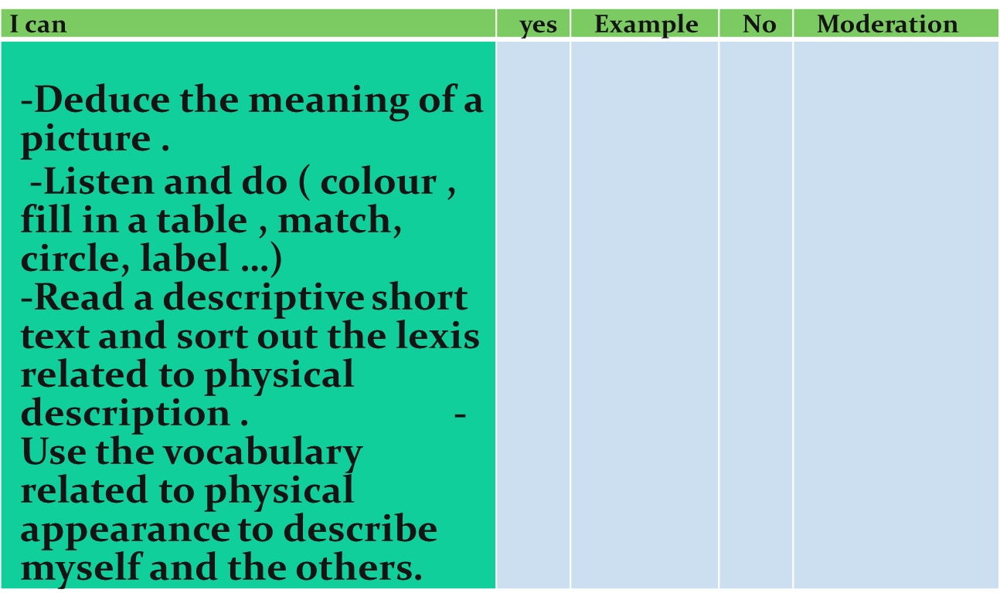 I can yes Example No Moderation
-Deduce the meaning of a
picture .
-Listen and do ( colour ,
fill in a table , match,
circle, label ...)
-Read a descriptive short
text and sort out the lexis
related to physical
description . -
Use the vocabulary
related to physical
appearance to describe
myself and the others.